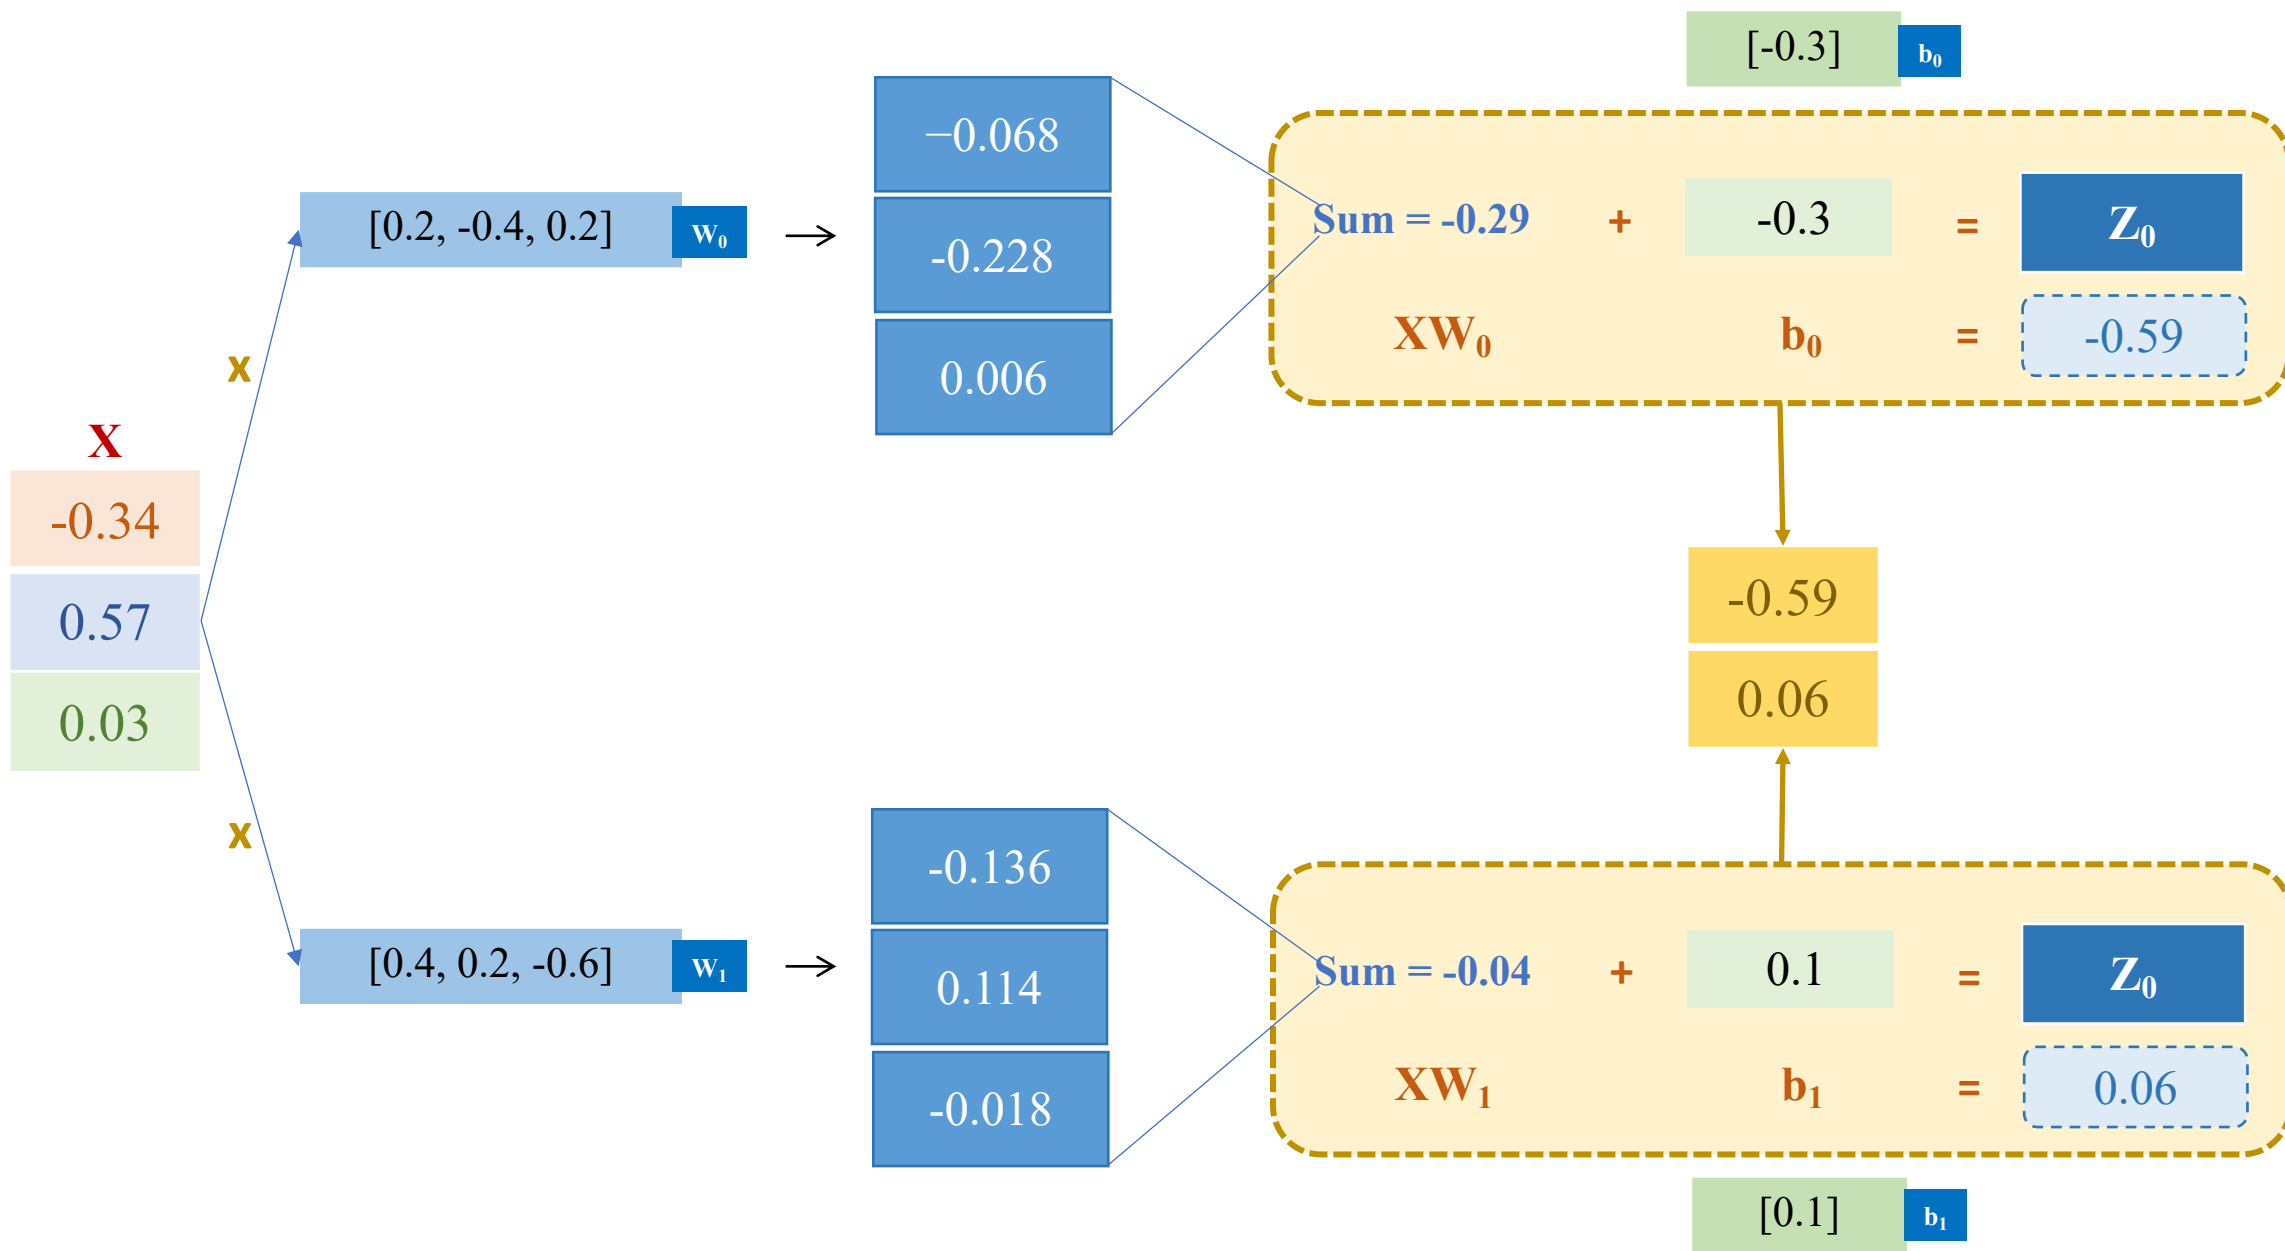 [-0.3] b₀
−0.068
-0.228
0.006
[0.2, -0.4, 0.2] W₀
Sum = -0.29 + -0.3 = Z₀
XW₀ b₀ = -0.59
x
X
-0.34
0.57
0.03
-0.59
0.06
x
-0.136
0.114
-0.018
[0.4, 0.2, -0.6] W₁
Sum = -0.04 + 0.1 = Z₀
XW₁ b₁ = 0.06
[0.1] b₁